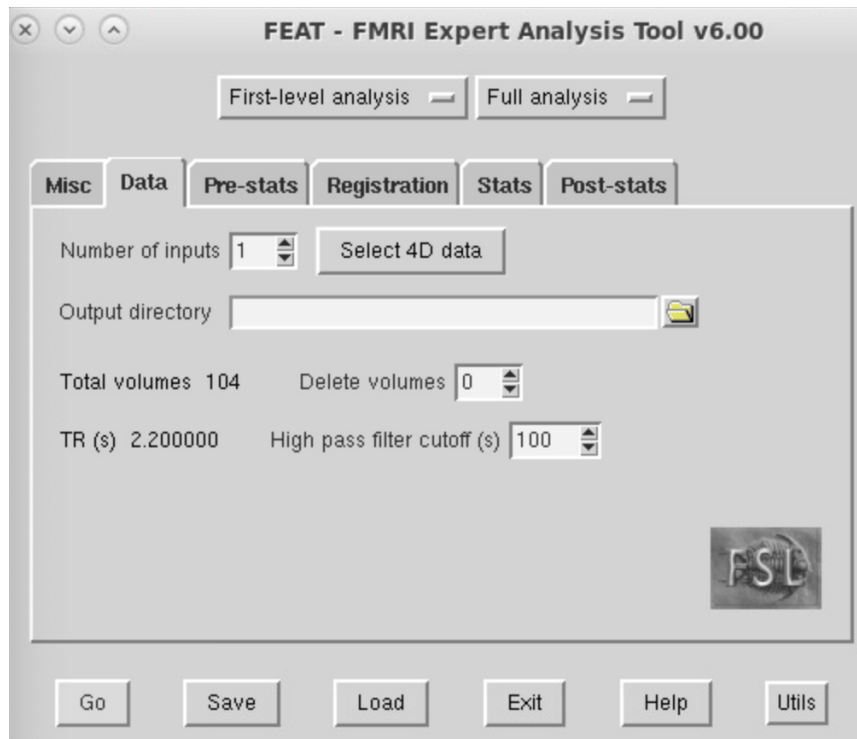 FEAT - FMRI Expert Analysis Tool v6.00
First-level analysis Full analysis
Misc Data Pre-stats Registration Stats Post-stats
Number of inputs 1 Select 4D data
Output directory
Total volumes 104 Delete volumes 0
TR (s) 2.200000 High pass filter cutoff (s) 100
FSL
Go Save Load Exit Help Utils